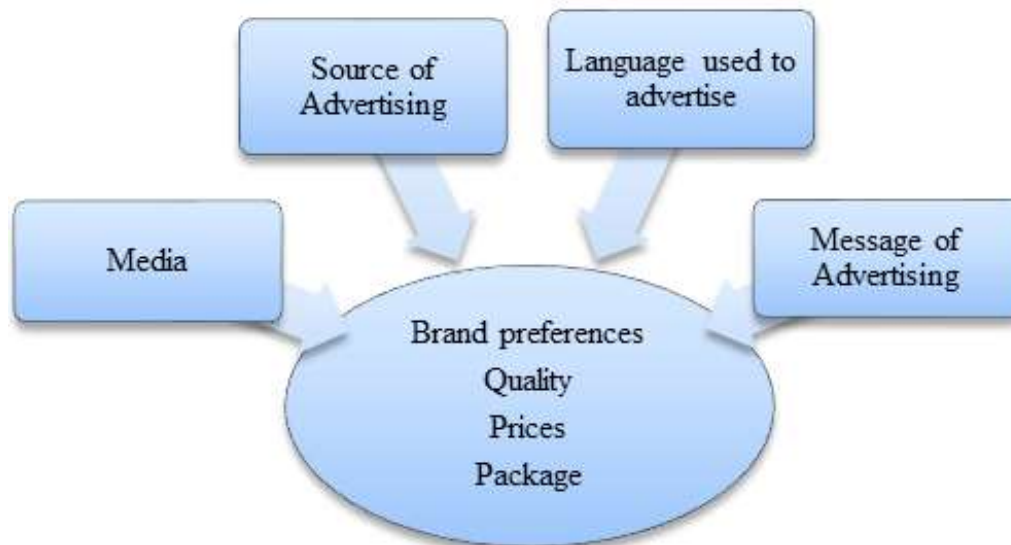 Source of
Advertising
Language used to
advertise
Media
Message of
Advertising
Brand preferences
Quality
Prices
Package